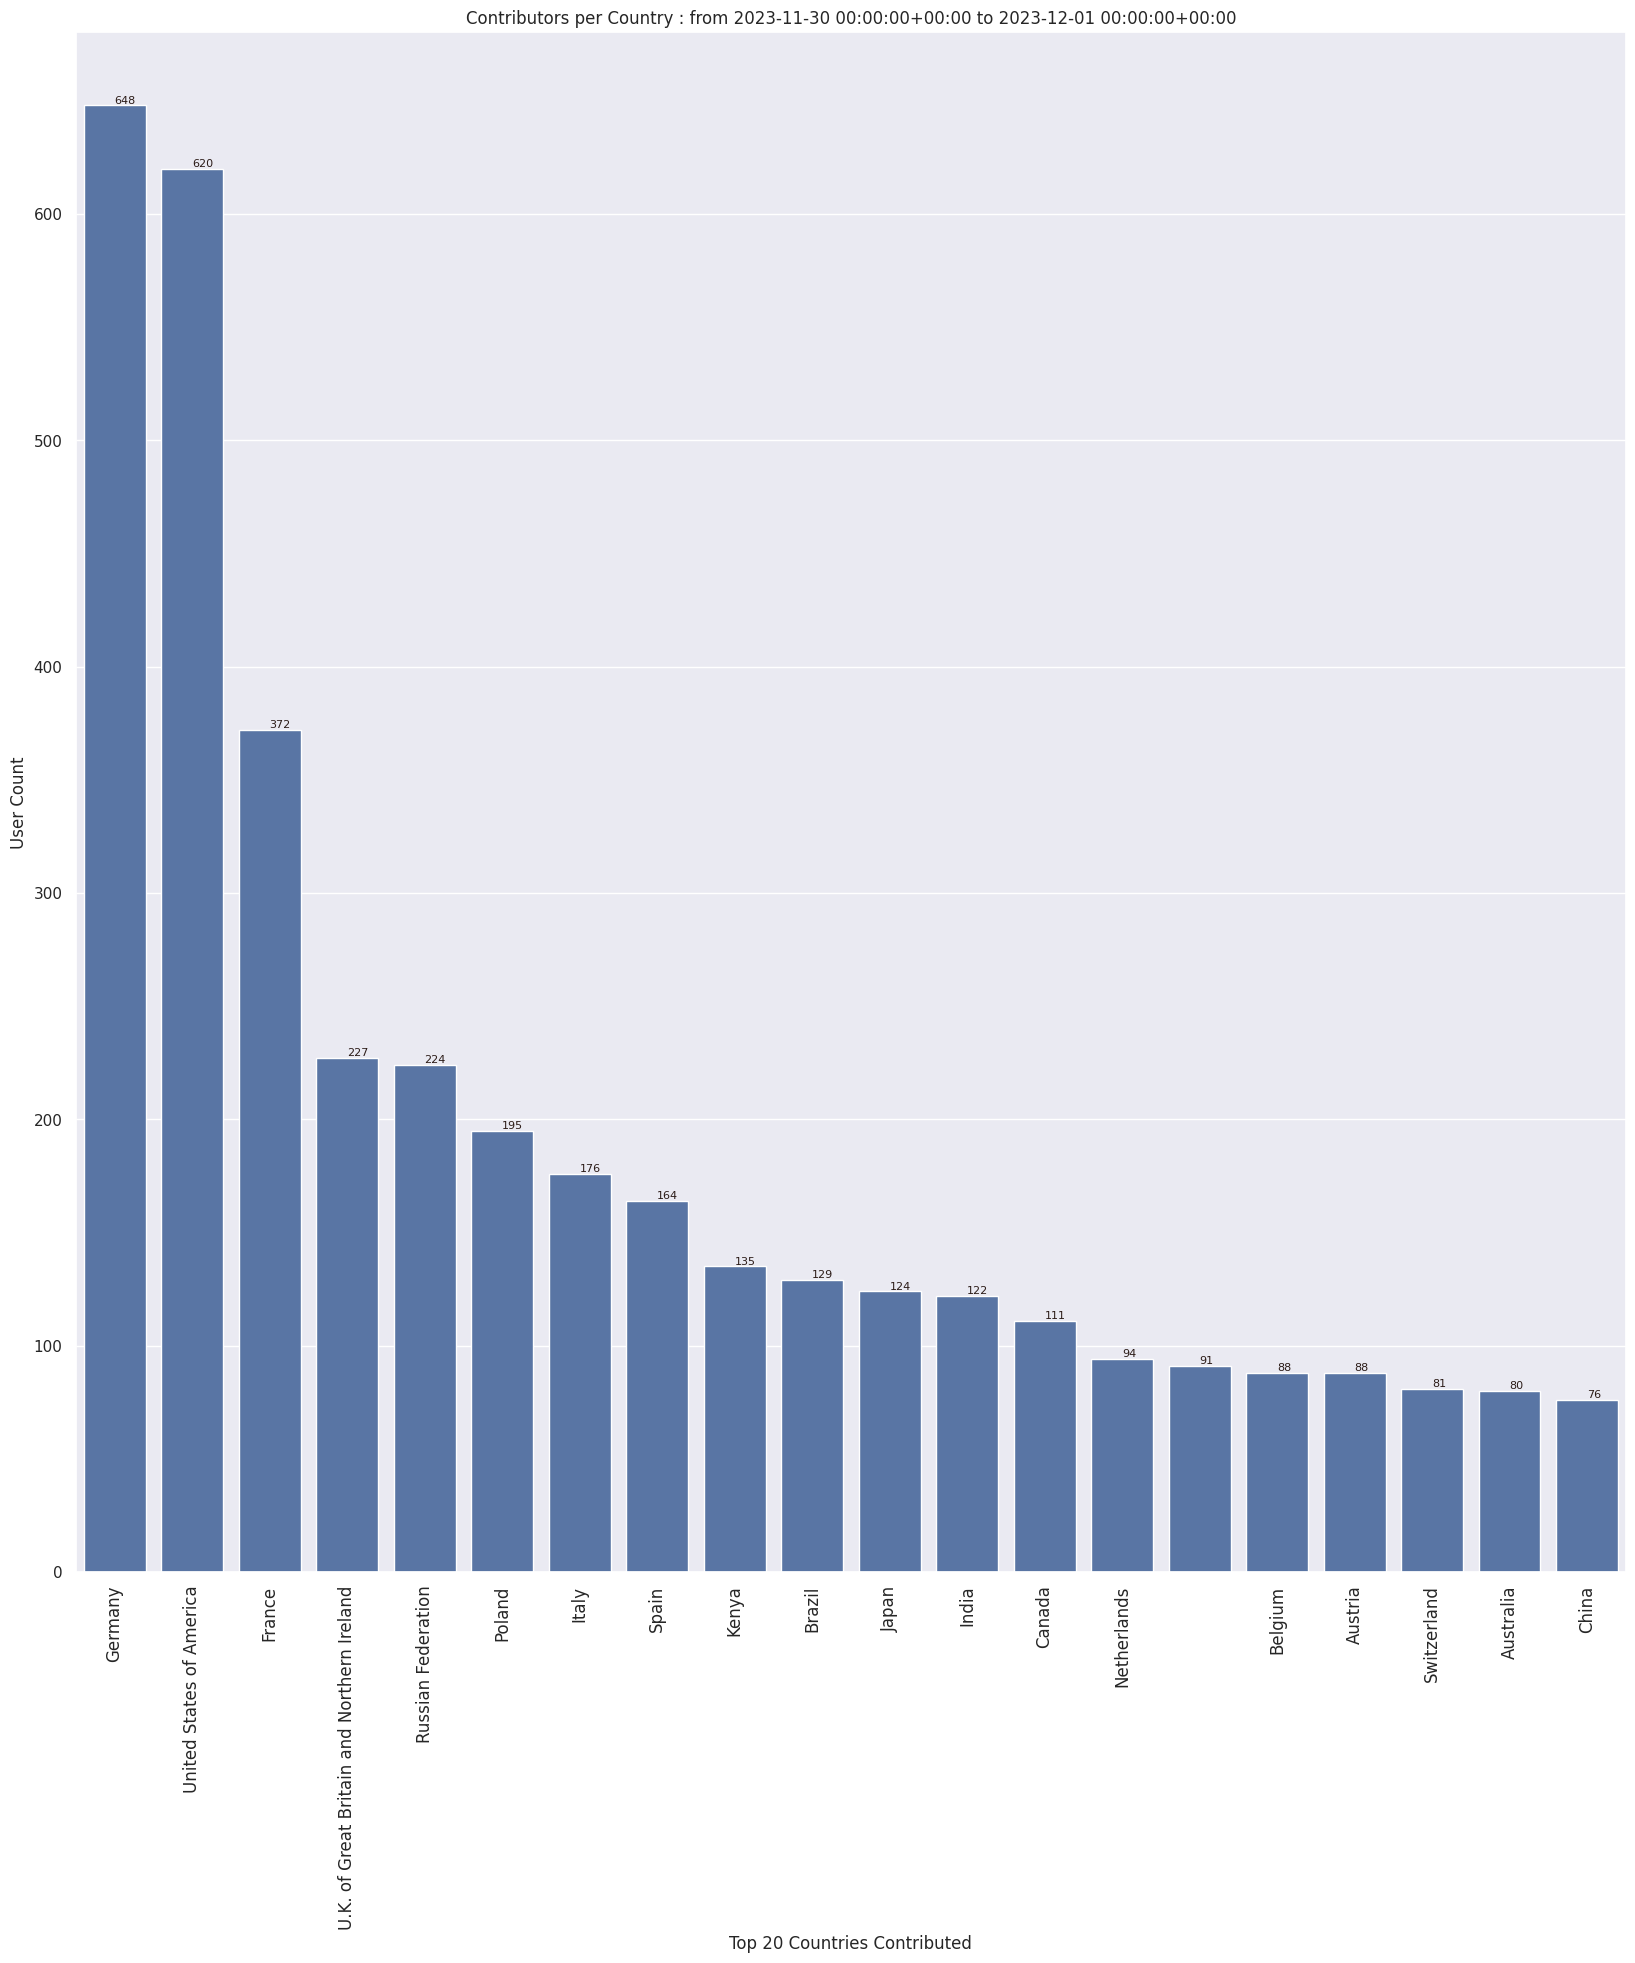 Contributors per Country : from 2023-11-30 00:00:00+00:00 to 2023-12-01 00:00:00+00:00
648
620
600
500
400
372
User Count
300
227
224
200
195
176
164
135
129
124
122
111
100
94
91
88
88
81
80
76
0
Germany
United States of America
France
U.K. of Great Britain and Northern Ireland
Russian Federation
Poland
Italy
Spain
Kenya
Brazil
Japan
India
Canada
Netherlands
Belgium
Austria
Switzerland
Australia
China
Top 20 Countries Contributed